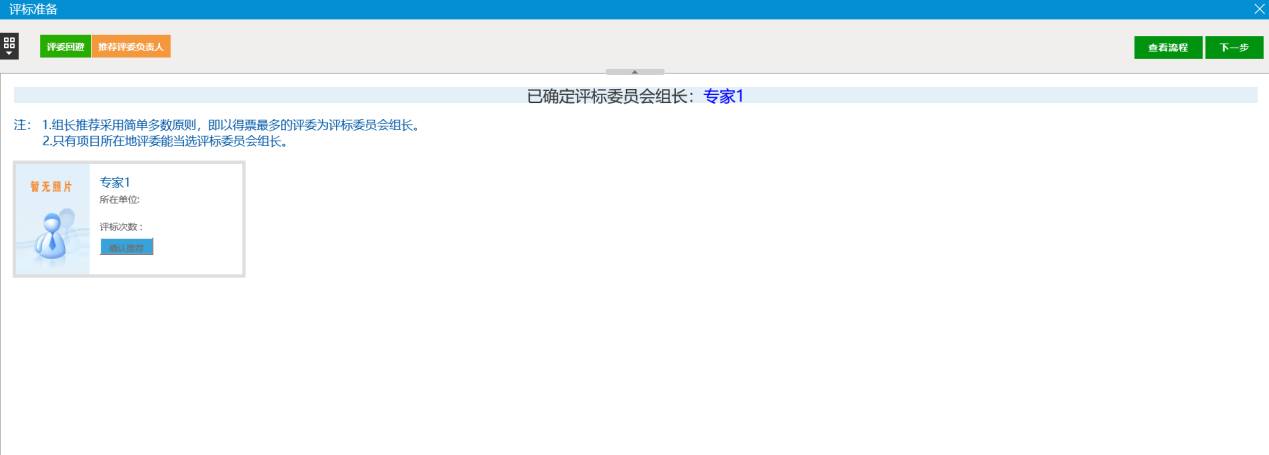 评标准备
评委回避 推荐评委负责人 查看流程 下一步
已确定评标委员会组长：专家1
注： 1.组长推荐采用简单多数原则，即以得票最多的评委为评标委员会组长。
2.只有项目所在地评委能当选评标委员会组长。
暂无照片
专家1
所在单位:
评标次数：
确认推荐